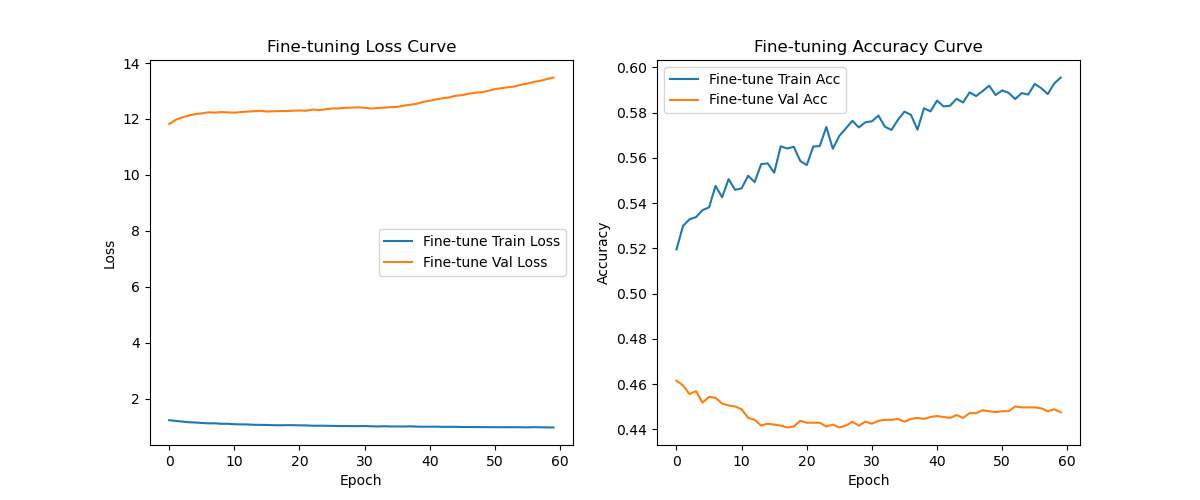 Fine-tuning Loss Curve
14
12
10
8
6
4
2
Loss
Fine-tune Train Loss
Fine-tune Val Loss
0 10 20 30 40 50 60
Epoch
Fine-tuning Accuracy Curve
0.60
0.58
0.56
0.54
0.52
0.50
0.48
0.46
0.44
Accuracy
Fine-tune Train Acc
Fine-tune Val Acc
0 10 20 30 40 50 60
Epoch